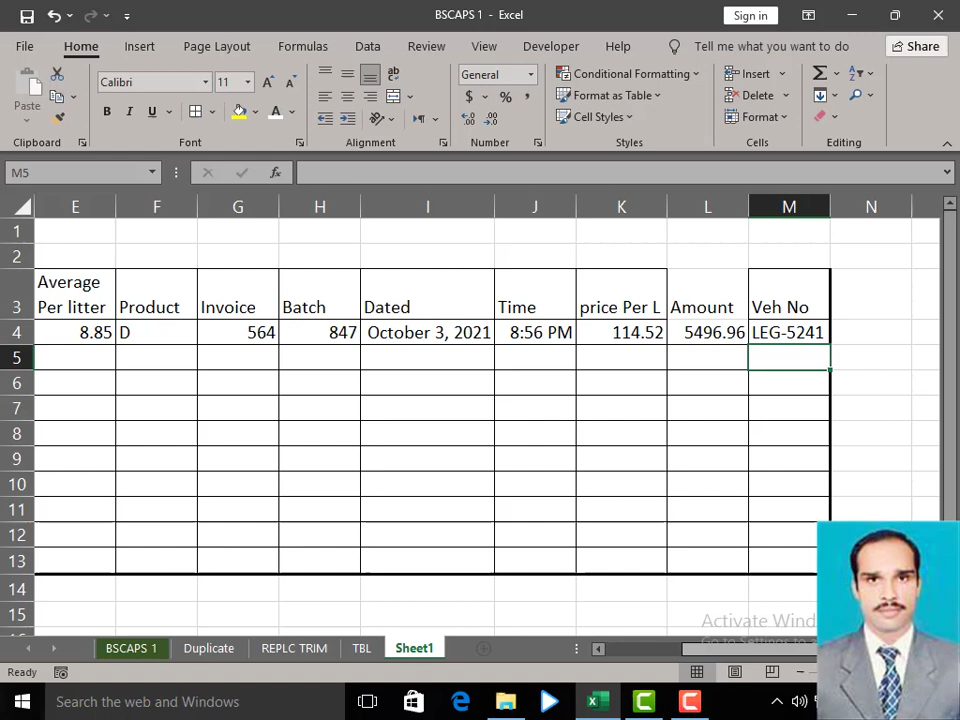 BSCAPS 1 - Excel
Sign in
File Home Insert Page Layout Formulas Data Review View Developer Help Tell me what you want to do Share
Paste
Calibri 11
B I U A
ab
General
$ % ,
Conditional Formatting
Format as Table
Cell Styles
Insert
Delete
Format
Clipboard Font Alignment Number Styles Cells Editing
M5 fx
E F G H I J K L M N
1
2
3 Average Per litter Product Invoice Batch Dated Time price Per L Amount Veh No
4 8.85 D 564 847 October 3, 2021 8:56 PM 114.52 5496.96 LEG-5241
5
6
7
8
9
10
11
12
13
14
15
Activate Wind
BSCAPS 1 Duplicate REPLC TRIM TBL Sheet1
Ready
Search the web and Windows